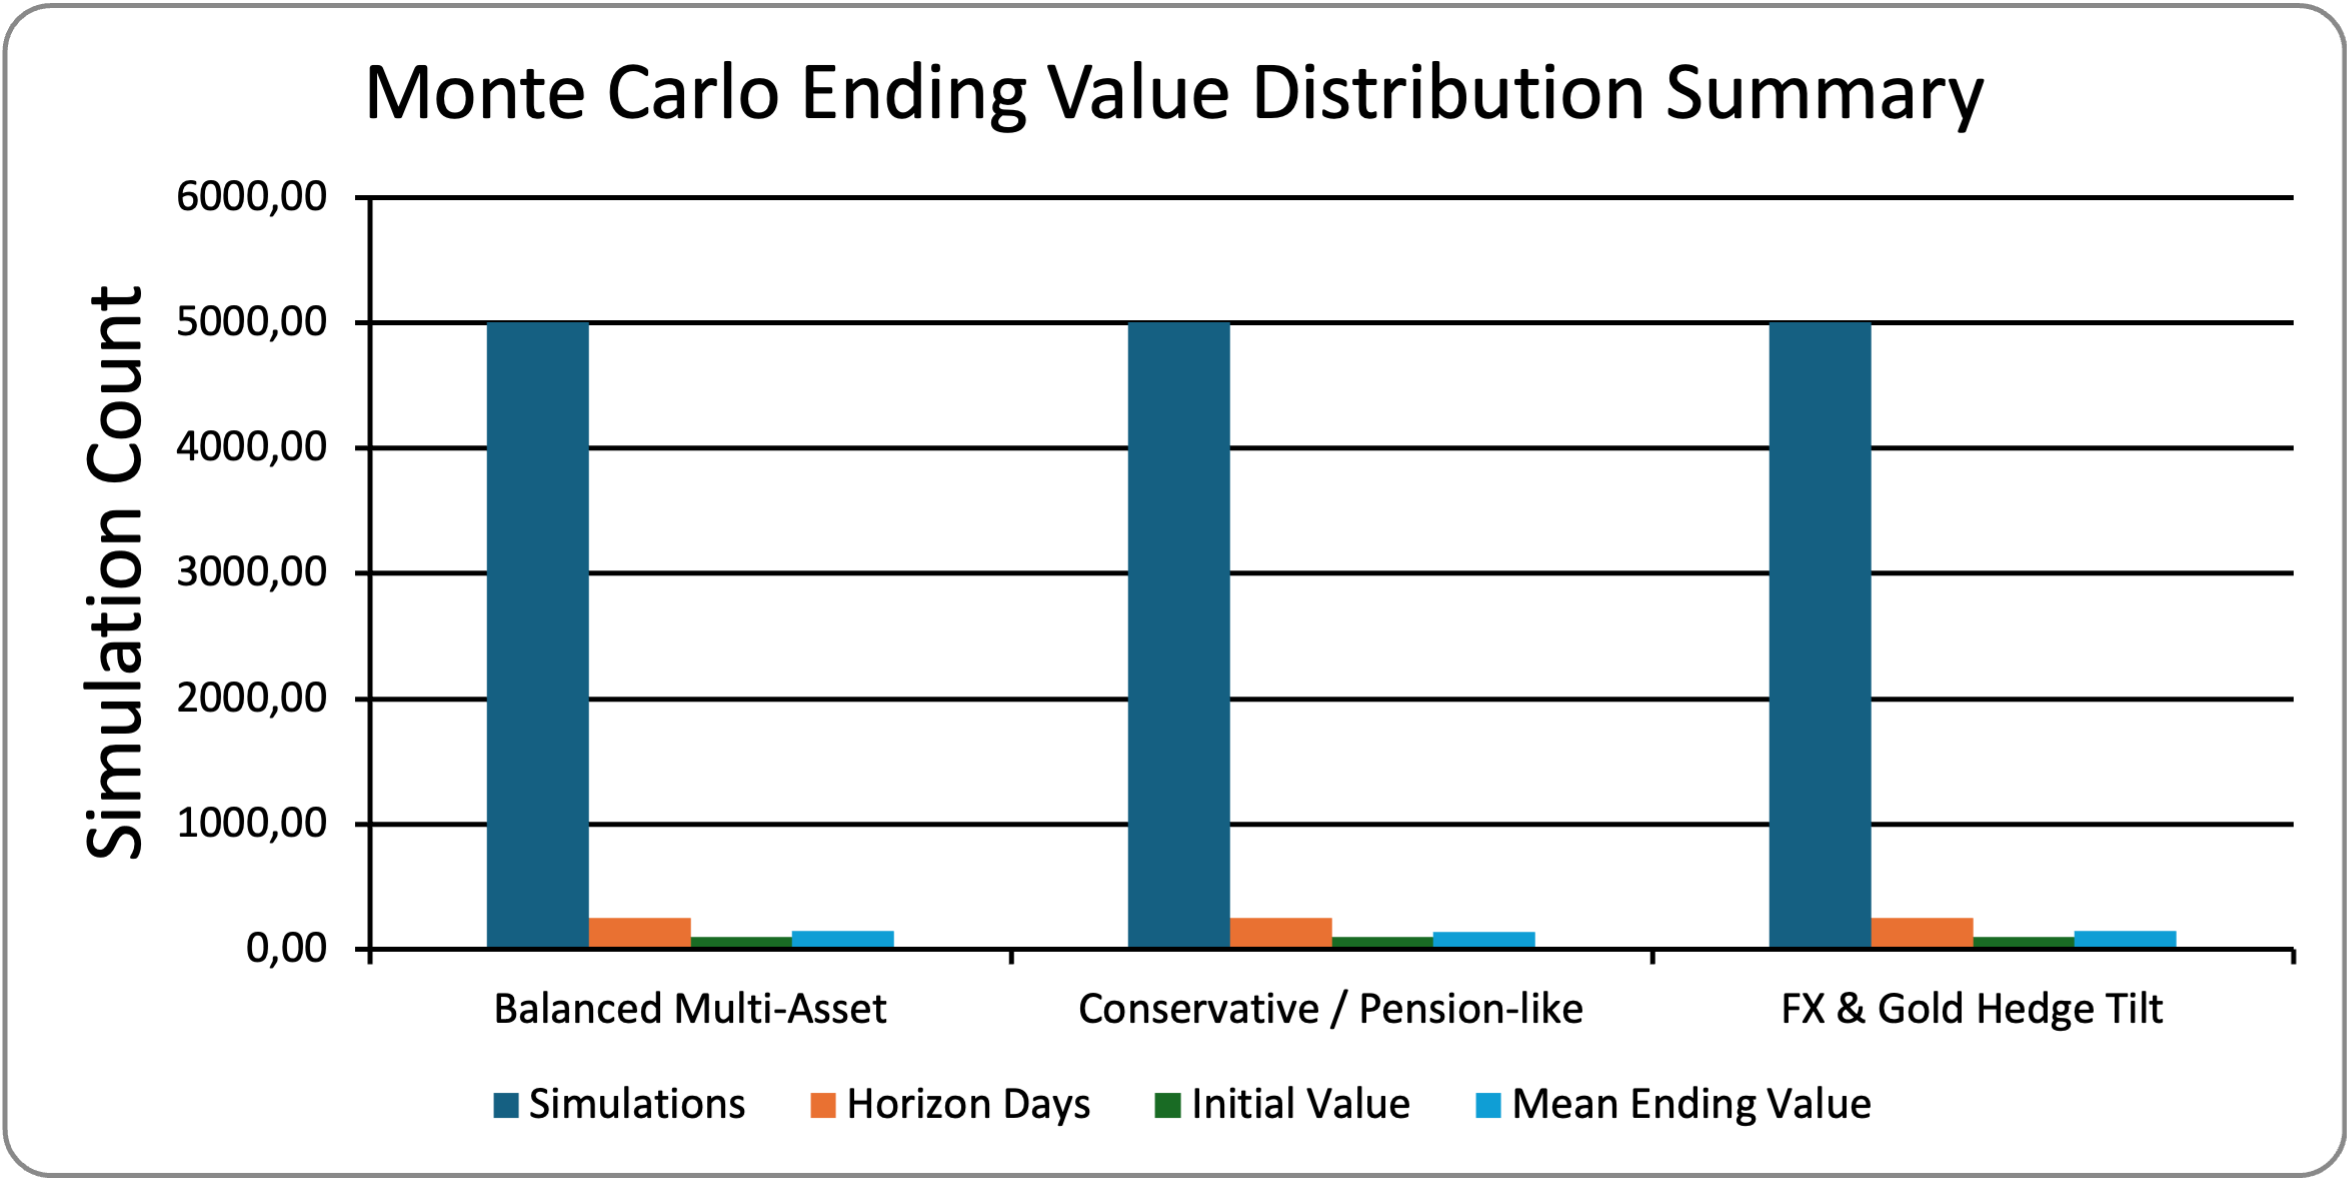 Monte Carlo Ending Value Distribution Summary
Simulation Count
6000,00
5000,00
4000,00
3000,00
2000,00
1000,00
0,00
Balanced Multi-Asset
Conservative / Pension-like
FX & Gold Hedge Tilt
Simulations
Horizon Days
Initial Value
Mean Ending Value